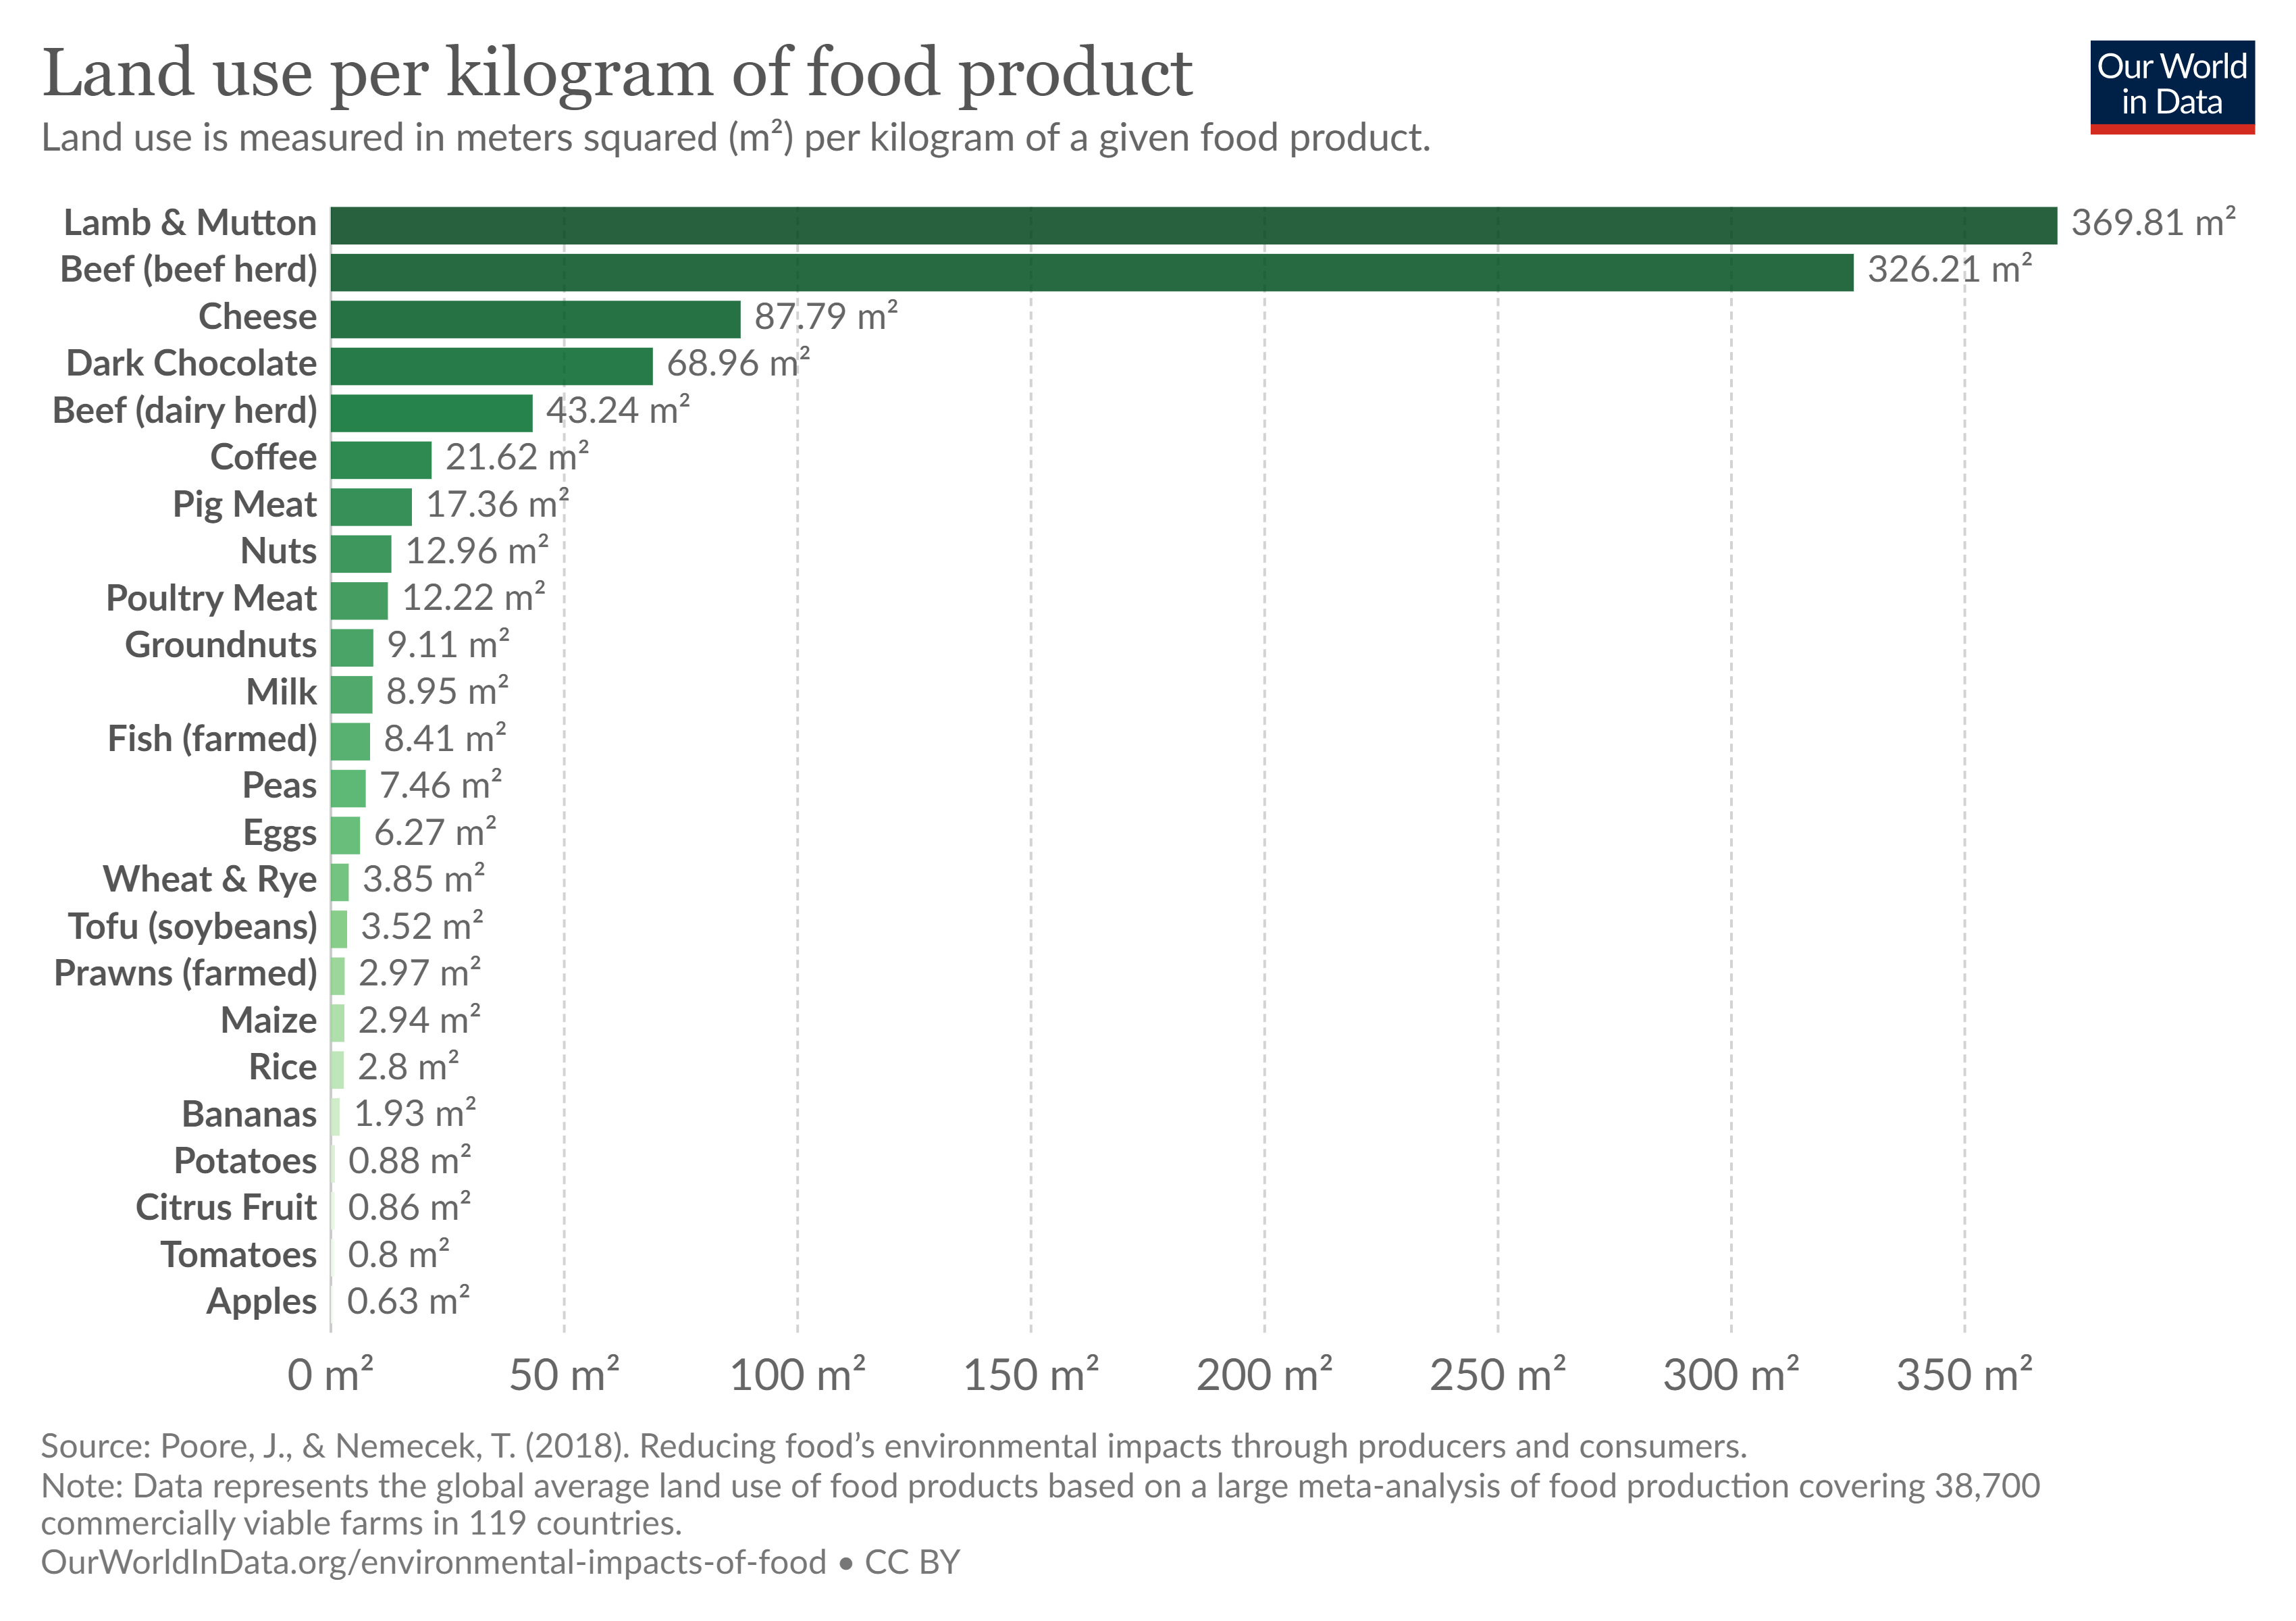 Land use per kilogram of food product
Land use is measured in meters squared (m²) per kilogram of a given food product.
Our World
in Data
Lamb & Mutton 369.81 m²
Beef (beef herd) 326.21 m²
Cheese 87.79 m²
Dark Chocolate 68.96 m²
Beef (dairy herd) 43.24 m²
Coffee 21.62 m²
Pig Meat 17.36 m²
Nuts 12.96 m²
Poultry Meat 12.22 m²
Groundnuts 9.11 m²
Milk 8.95 m²
Fish (farmed) 8.41 m²
Peas 7.46 m²
Eggs 6.27 m²
Wheat & Rye 3.85 m²
Tofu (soybeans) 3.52 m²
Prawns (farmed) 2.97 m²
Maize 2.94 m²
Rice 2.8 m²
Bananas 1.93 m²
Potatoes 0.88 m²
Citrus Fruit 0.86 m²
Tomatoes 0.8 m²
Apples 0.63 m²
0 m² 50 m² 100 m² 150 m² 200 m² 250 m² 300 m² 350 m²
Source: Poore, J., & Nemecek, T. (2018). Reducing food’s environmental impacts through producers and consumers.
Note: Data represents the global average land use of food products based on a large meta-analysis of food production covering 38,700
commercially viable farms in 119 countries.
OurWorldInData.org/environmental-impacts-of-food • CC BY